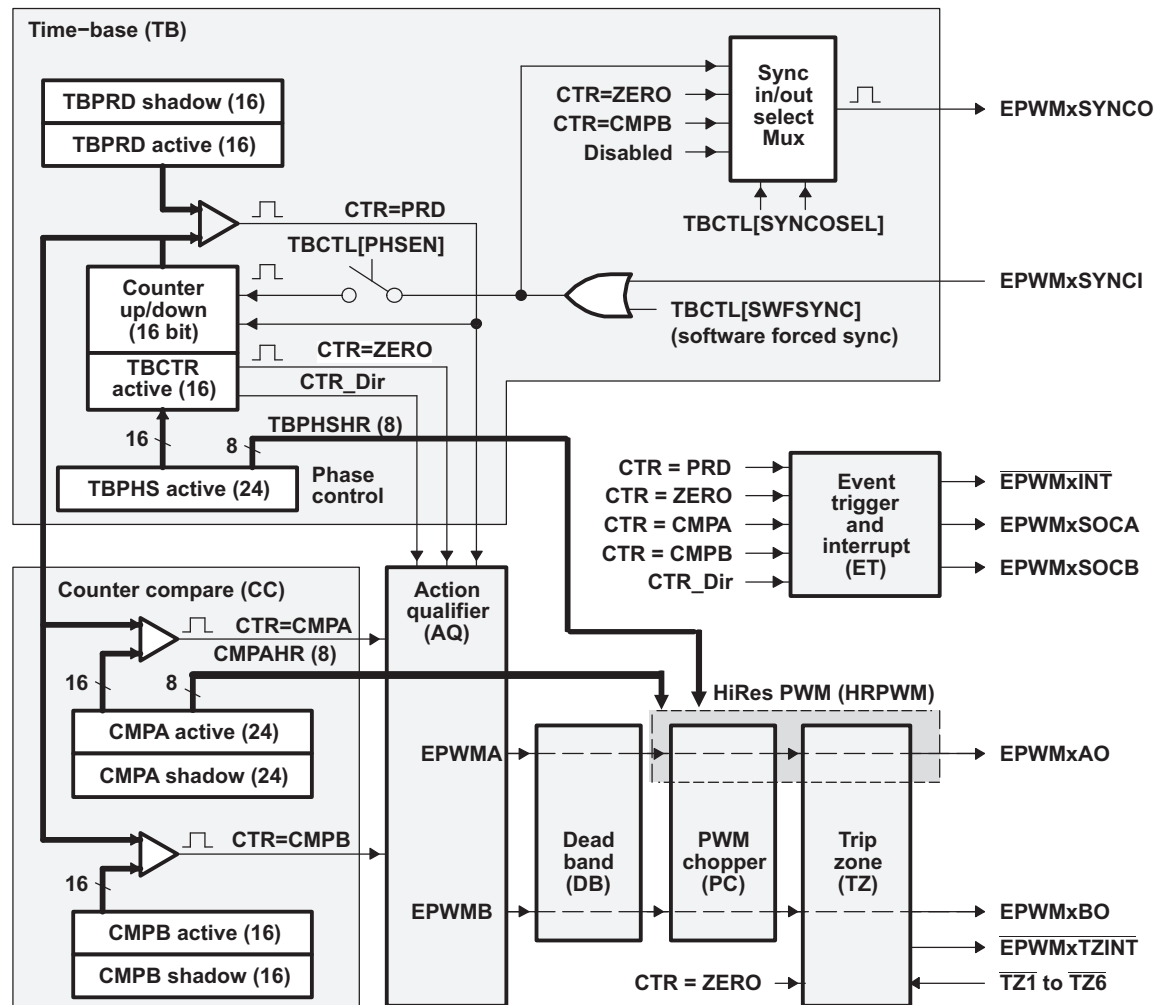 Time−base (TB)
TBPRD shadow (16)
TBPRD active (16)
CTR=ZERO
CTR=CMPB
Disabled
Sync
in/out
select
Mux
EPWMxSYNCO
TBCTL[SYNCOSEL]
CTR=PRD
TBCTL[PHSEN]
Counter
up/down
(16 bit)
TBCTR
active (16)
EPWMxSYNCI
TBCTL[SWFSYNC]
(software forced sync)
CTR=ZERO
CTR_Dir
16
8
TBPHSHR (8)
TBPHS active (24)
Phase
control
CTR = PRD
CTR = ZERO
CTR = CMPA
CTR = CMPB
CTR_Dir
Event
trigger
and
interrupt
(ET)
EPWMxINT
EPWMxSOCA
EPWMxSOCB
Counter compare (CC)
CTR=CMPA
CMPAHR (8)
16
8
CMPA active (24)
CMPA shadow (24)
CTR=CMPB
16
CMPB active (16)
CMPB shadow (16)
Action
qualifier
(AQ)
EPWMA
EPWMB
HiRes PWM (HRPWM)
Dead
band
(DB)
PWM
chopper
(PC)
Trip
zone
(TZ)
EPWMxAO
EPWMxBO
EPWMxTZINT
CTR = ZERO
TZ1 to TZ6